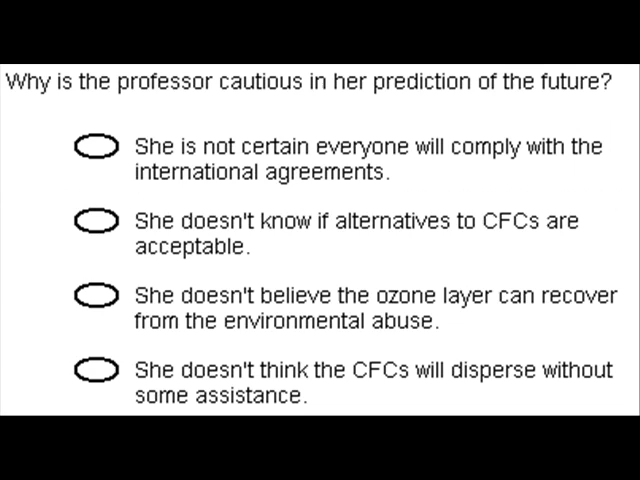 Why is the professor cautious in her prediction of the future?
She is not certain everyone will comply with the
international agreements.
She doesn't know if alternatives to CFCs are
acceptable.
She doesn't believe the ozone layer can recover
from the environmental abuse.
She doesn't think the CFCs will disperse without
some assistance.